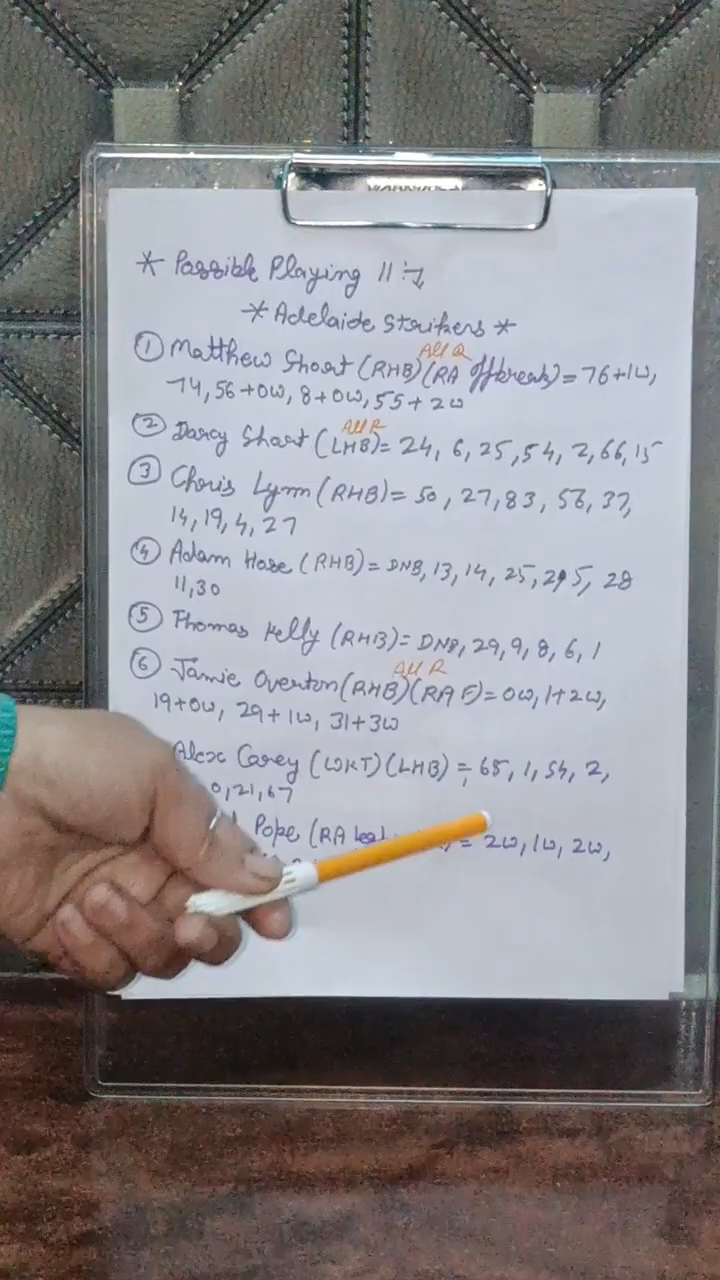 * Possible Playing 11 :-
* Adelaide Strikers *
All R
① Matthew Short (RHB) (RA Offbreak) = 76+1W,
74, 56+0W, 8+0W, 55+2W
All R
② Darcy Short (LHB) = 24, 6, 25, 54, 2, 66, 15
③ Chris Lynn (RHB) = 50, 27, 83, 56, 37,
14, 19, 4, 27
④ Adam Hose (RHB) = DNB, 13, 14, 25, 5, 28
11, 30
⑤ Thomas Kelly (RHB) = DNB, 29, 9, 8, 6, 1
All R
⑥ Jamie Overton (RHB) (RA F) = 0W, 1+2W,
19+0W, 29+1W, 31+3W
Alex Carey (WKT) (LHB) = 65, 1, 54, 2,
0, 21, 67
Pope (RA = 2W, 1W, 2W,